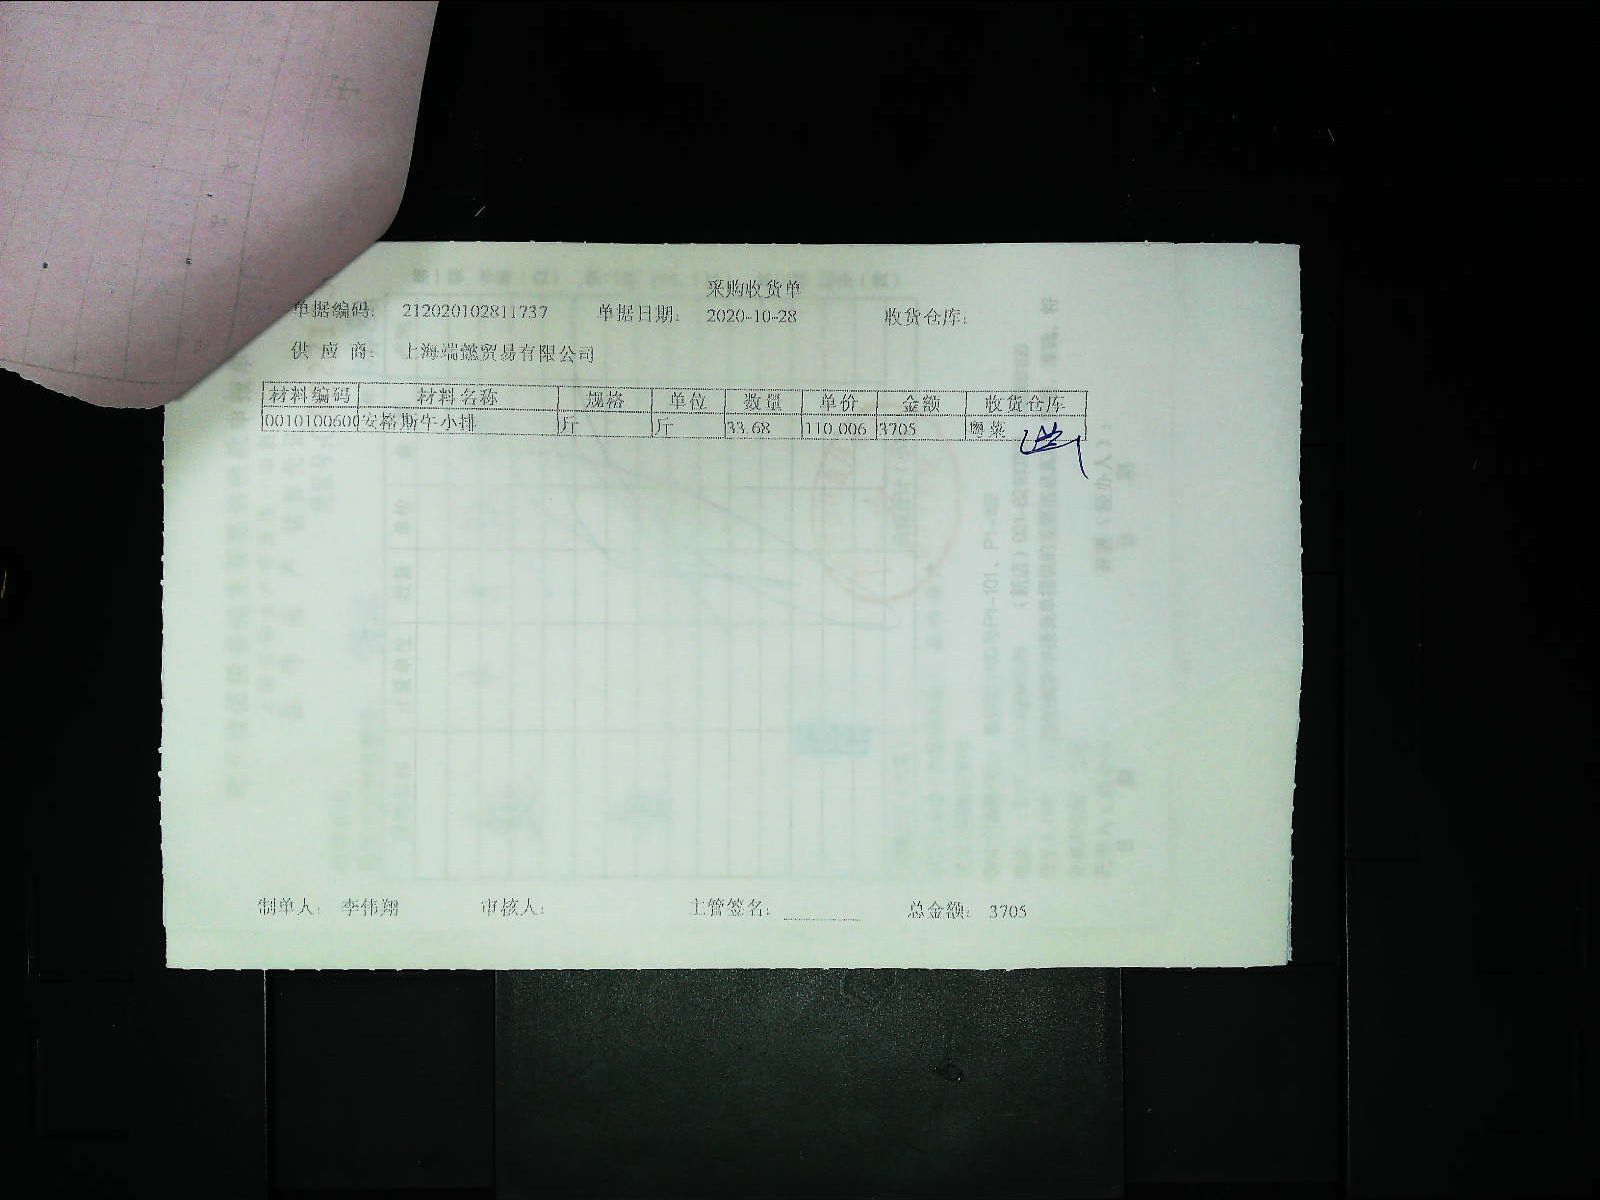 采购收货单
单据编码: 212020102811737 单据日期: 2020-10-28 收货仓库:
供 应 商: 上海端懿贸易有限公司
材料编码 材料名称 规格 单位 数量 单价 金额 收货仓库
0010100600 安格斯牛小排 斤 斤 33.68 110.006 3705 粤菜
制单人: 李伟翔 审核人: 主管签名: 总金额: 3705